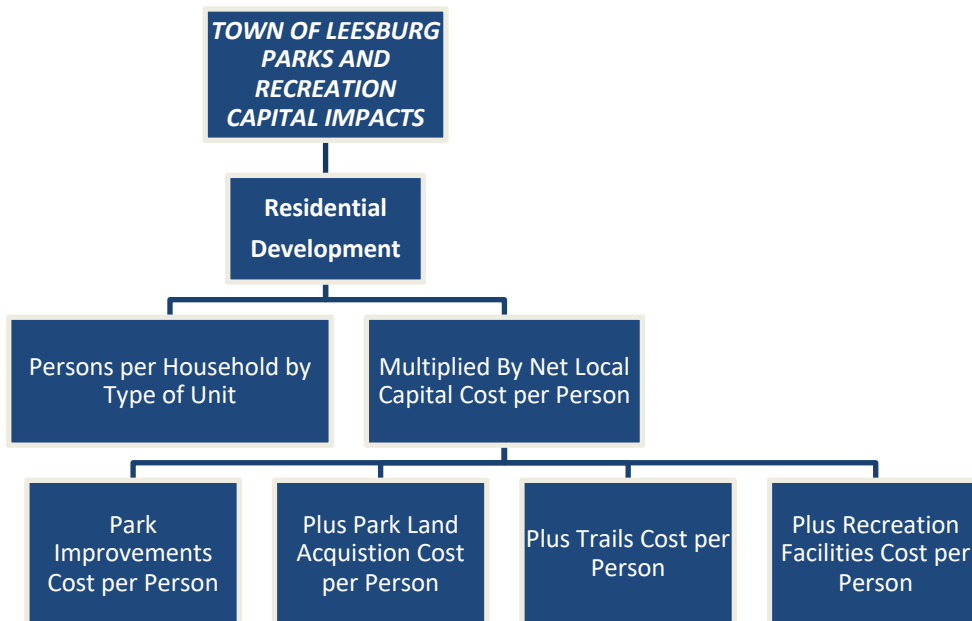 TOWN OF LEESBURG
PARKS AND
RECREATION
CAPITAL IMPACTS
Residential
Development
Persons per Household by
Type of Unit
Multiplied By Net Local
Capital Cost per Person
Park
Improvements
Cost per Person
Plus Park Land
Acquistion Cost
per Person
Plus Trails Cost per
Person
Plus Recreation
Facilities Cost per
Person